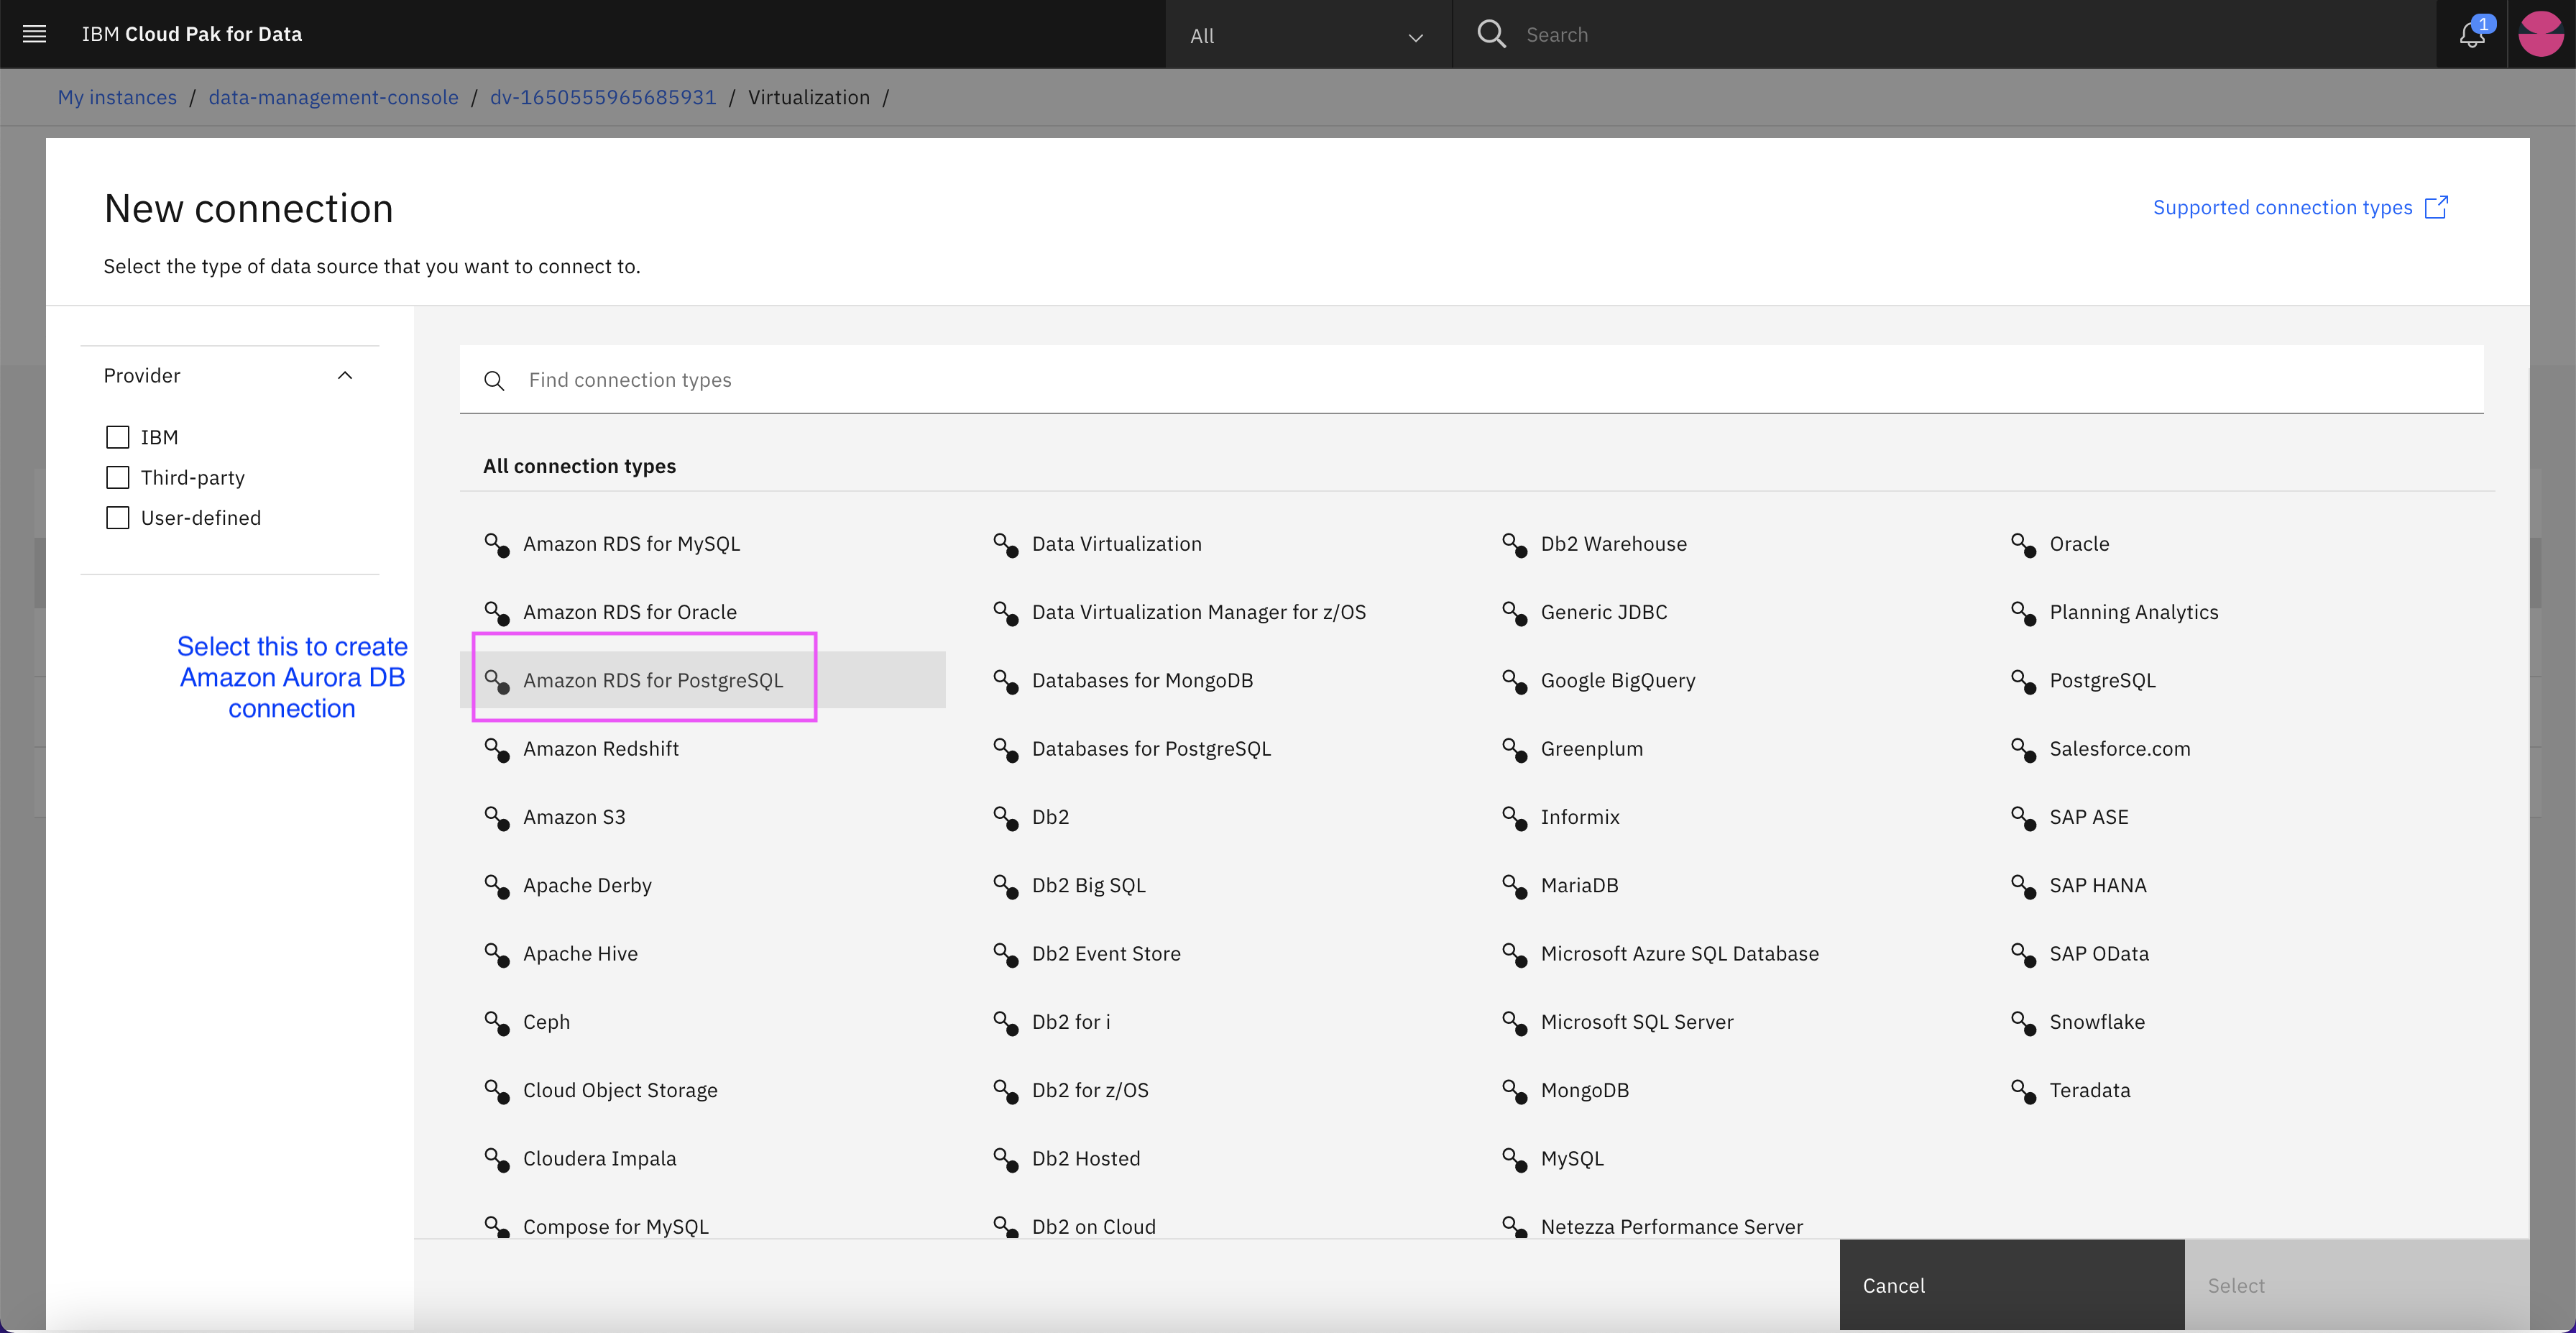 IBM Cloud Pak for Data
All
Search
1
My instances / data-management-console / dv-1650555965685931 / Virtualization /
New connection
Supported connection types
Select the type of data source that you want to connect to.
Provider
IBM
Third-party
User-defined
Select this to create
Amazon Aurora DB
connection
Find connection types
All connection types
Amazon RDS for MySQL
Amazon RDS for Oracle
Amazon RDS for PostgreSQL
Amazon Redshift
Amazon S3
Apache Derby
Apache Hive
Ceph
Cloud Object Storage
Cloudera Impala
Compose for MySQL
Data Virtualization
Data Virtualization Manager for z/OS
Databases for MongoDB
Databases for PostgreSQL
Db2
Db2 Big SQL
Db2 Event Store
Db2 for i
Db2 for z/OS
Db2 Hosted
Db2 on Cloud
Db2 Warehouse
Generic JDBC
Google BigQuery
Greenplum
Informix
MariaDB
Microsoft Azure SQL Database
Microsoft SQL Server
MongoDB
MySQL
Netezza Performance Server
Oracle
Planning Analytics
PostgreSQL
Salesforce.com
SAP ASE
SAP HANA
SAP OData
Snowflake
Teradata
Cancel
Select